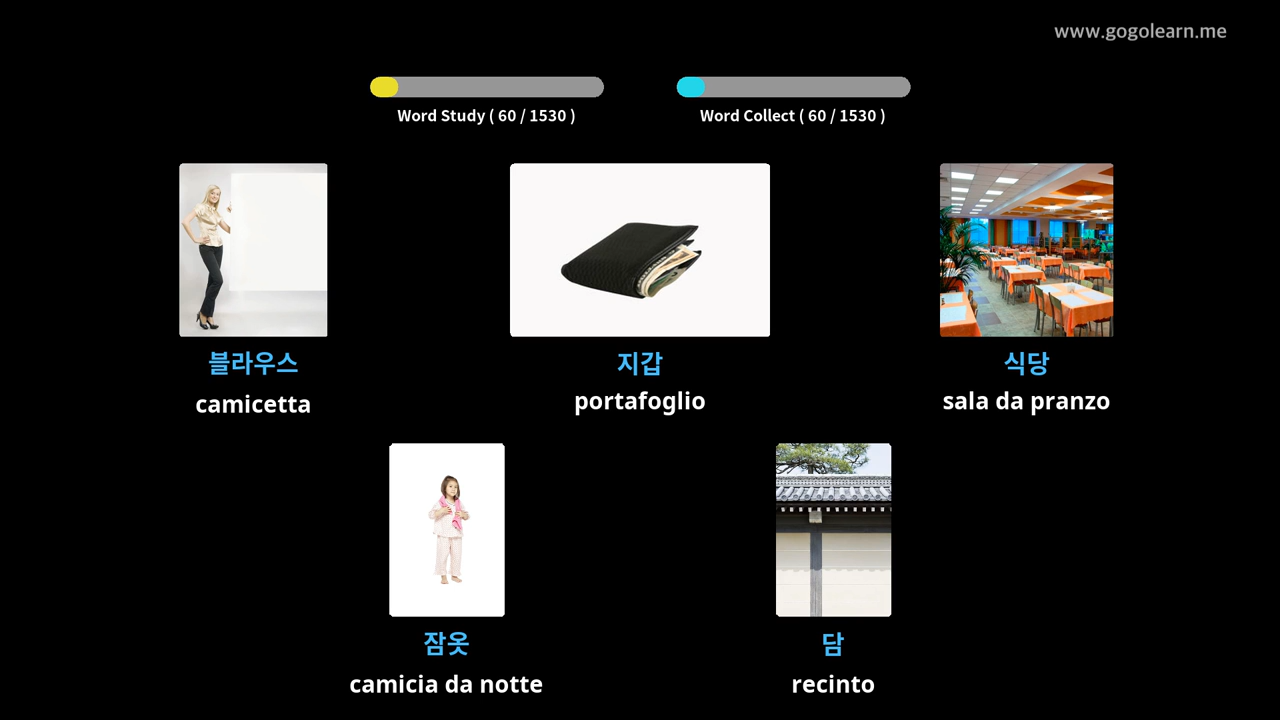 www.gogolearn.me
Word Study ( 60 / 1530 )
Word Collect ( 60 / 1530 )
블라우스
camicetta
지갑
portafoglio
식당
sala da pranzo
잠옷
camicia da notte
담
recinto